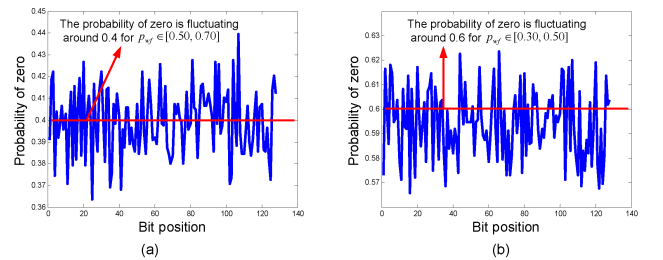 The probability of zero is fluctuating
around 0.4 for p_wf ∈[0.50, 0.70]
Probability of zero
0.45
0.44
0.43
0.42
0.41
0.4
0.39
0.38
0.37
0.36
0 20 40 60 80 100 120 140
Bit position
(a)
The probability of zero is fluctuating
around 0.6 for p_wf ∈[0.30, 0.50]
Probability of zero
0.63
0.62
0.61
0.6
0.59
0.58
0.57
0 20 40 60 80 100 120 140
Bit position
(b)